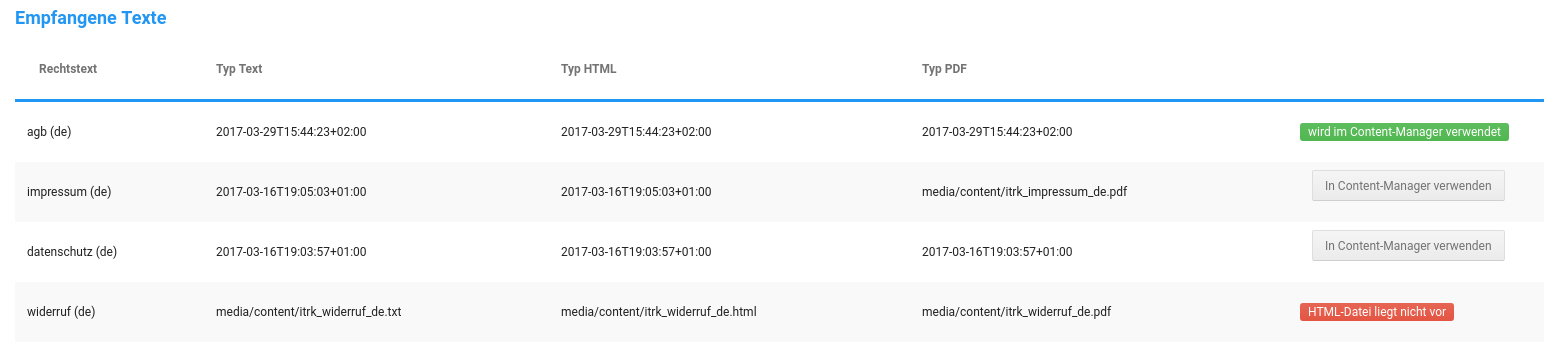 Empfangene Texte
Rechtstext Typ Text Typ HTML Typ PDF
agb (de) 2017-03-29T15:44:23+02:00 2017-03-29T15:44:23+02:00 2017-03-29T15:44:23+02:00 wird im Content-Manager verwendet
impressum (de) 2017-03-16T19:05:03+01:00 2017-03-16T19:05:03+01:00 media/content/itrk_impressum_de.pdf In Content-Manager verwenden
datenschutz (de) 2017-03-16T19:03:57+01:00 2017-03-16T19:03:57+01:00 2017-03-16T19:03:57+01:00 In Content-Manager verwenden
widerruf (de) media/content/itrk_widerruf_de.txt media/content/itrk_widerruf_de.html media/content/itrk_widerruf_de.pdf HTML-Datei liegt nicht vor